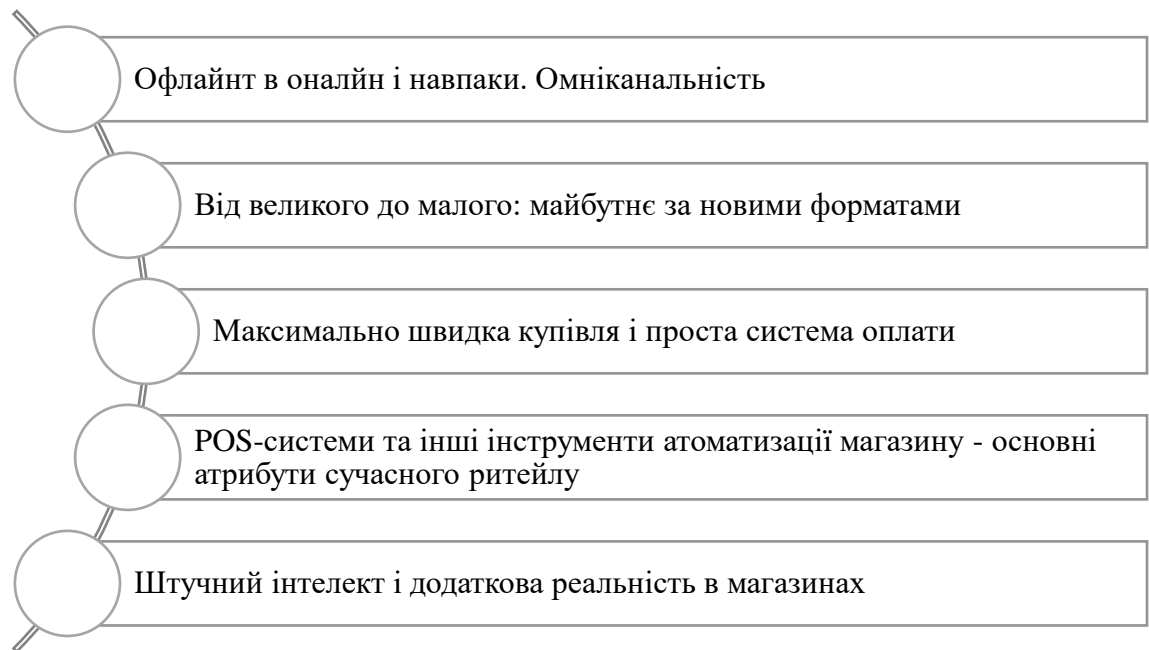 Офлайнт в оналйн і навпаки. Омніканальність
Від великого до малого: майбутнє за новими форматами
Максимально швидка купівля і проста система оплати
POS-системи та інші інструменти атоматизації магазину - основні
атрибути сучасного ритейлу
Штучний інтелект і додаткова реальність в магазинах